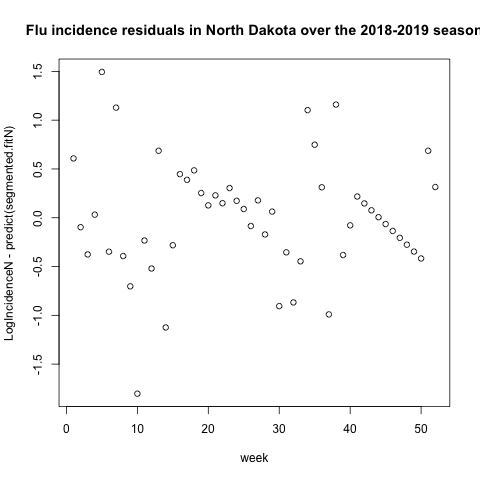 Flu incidence residuals in North Dakota over the 2018-2019 season
LogIncidenceN - predict(segmented.fitN)
1.5
1.0
0.5
0.0
-0.5
-1.0
-1.5
0 10 20 30 40 50
week